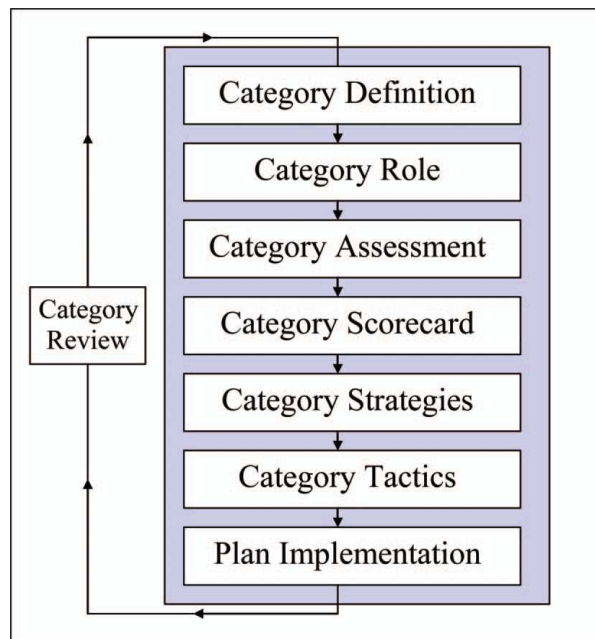 Category Definition
Category Role
Category Assessment
Category Scorecard
Category Strategies
Category Tactics
Plan Implementation
Category
Review